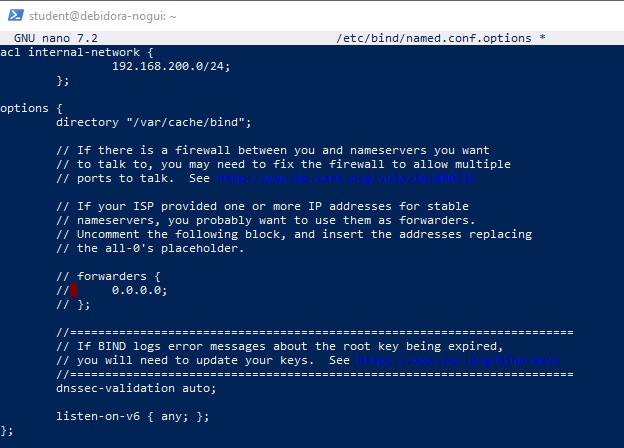 student@debidora-nogui: ~
GNU nano 7.2 /etc/bind/named.conf.options *
acl internal-network {
192.168.200.0/24;
};
options {
directory "/var/cache/bind";
// If there is a firewall between you and nameservers you want
// to talk to, you may need to fix the firewall to allow multiple
// ports to talk.  See http://www.kb.cert.org/vuls/id/800113
// If your ISP provided one or more IP addresses for stable
// nameservers, you probably want to use them as forwarders.
// Uncomment the following block, and insert the addresses replacing
// the all-0's placeholder.
// forwarders {
//      0.0.0.0;
// };
//========================================================================
// If BIND logs error messages about the root key being expired,
// you will need to update your keys.  See https://www.isc.org/bind-keys
//========================================================================
dnssec-validation auto;
listen-on-v6 { any; };
};